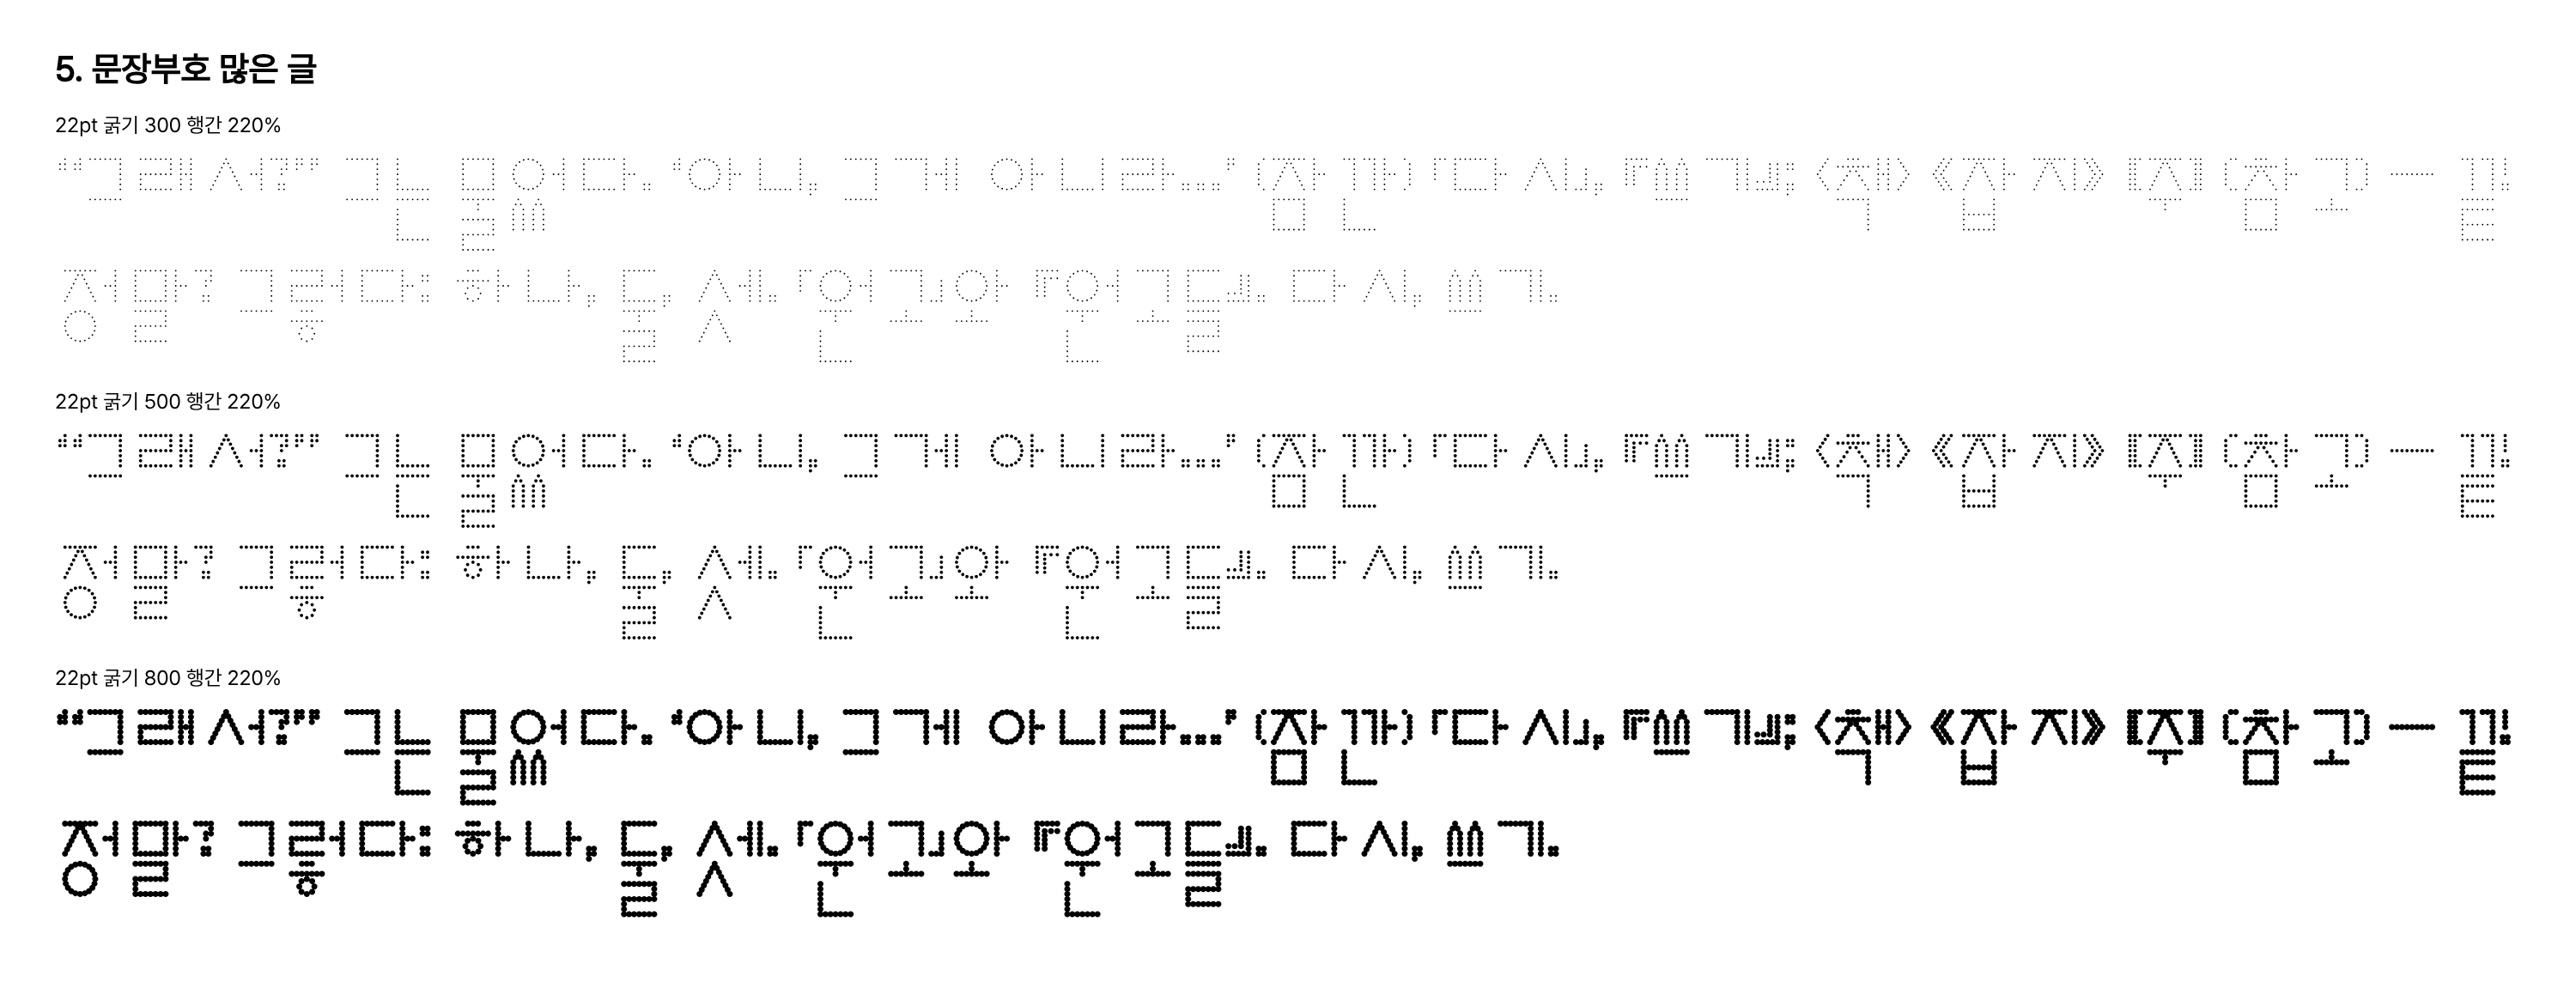 5. 문장부호 많은 글
22pt 굵기 300 행간 220%
“그래서?” 그는 물었다. ‘아니, 그게 아니라…’ (잠깐) 「다시」, 『쓰기』; 〈책〉 《잡지》 【주】 〔참고〕 — 끝!
정말? 그렇다: 하나, 둘, 셋. 「원고」와 『원고들』. 다시, 쓰기.
22pt 굵기 500 행간 220%
“그래서?” 그는 물었다. ‘아니, 그게 아니라…’ (잠깐) 「다시」, 『쓰기』; 〈책〉 《잡지》 【주】 〔참고〕 — 끝!
정말? 그렇다: 하나, 둘, 셋. 「원고」와 『원고들』. 다시, 쓰기.
22pt 굵기 800 행간 220%
“그래서?” 그는 물었다. ‘아니, 그게 아니라…’ (잠깐) 「다시」, 『쓰기』; 〈책〉 《잡지》 【주】 〔참고〕 — 끝!
정말? 그렇다: 하나, 둘, 셋. 「원고」와 『원고들』. 다시, 쓰기.